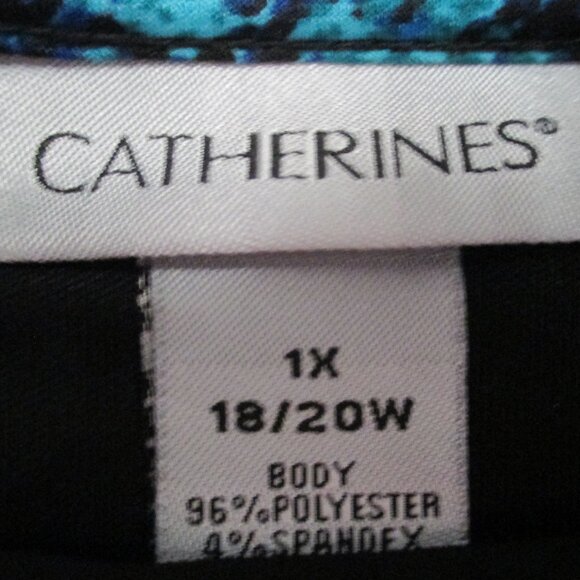 CATHERINES®
1X
18/20W
BODY
96%POLYESTER
4%SPANDEX